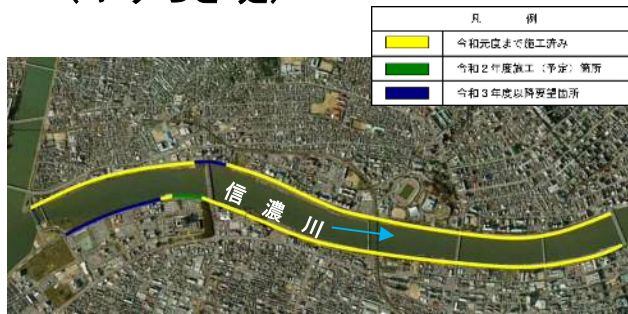 凡 例
令和元度まで施工済み
令和２年度施工（予定）箇所
令和３年度以降要望箇所
信濃川